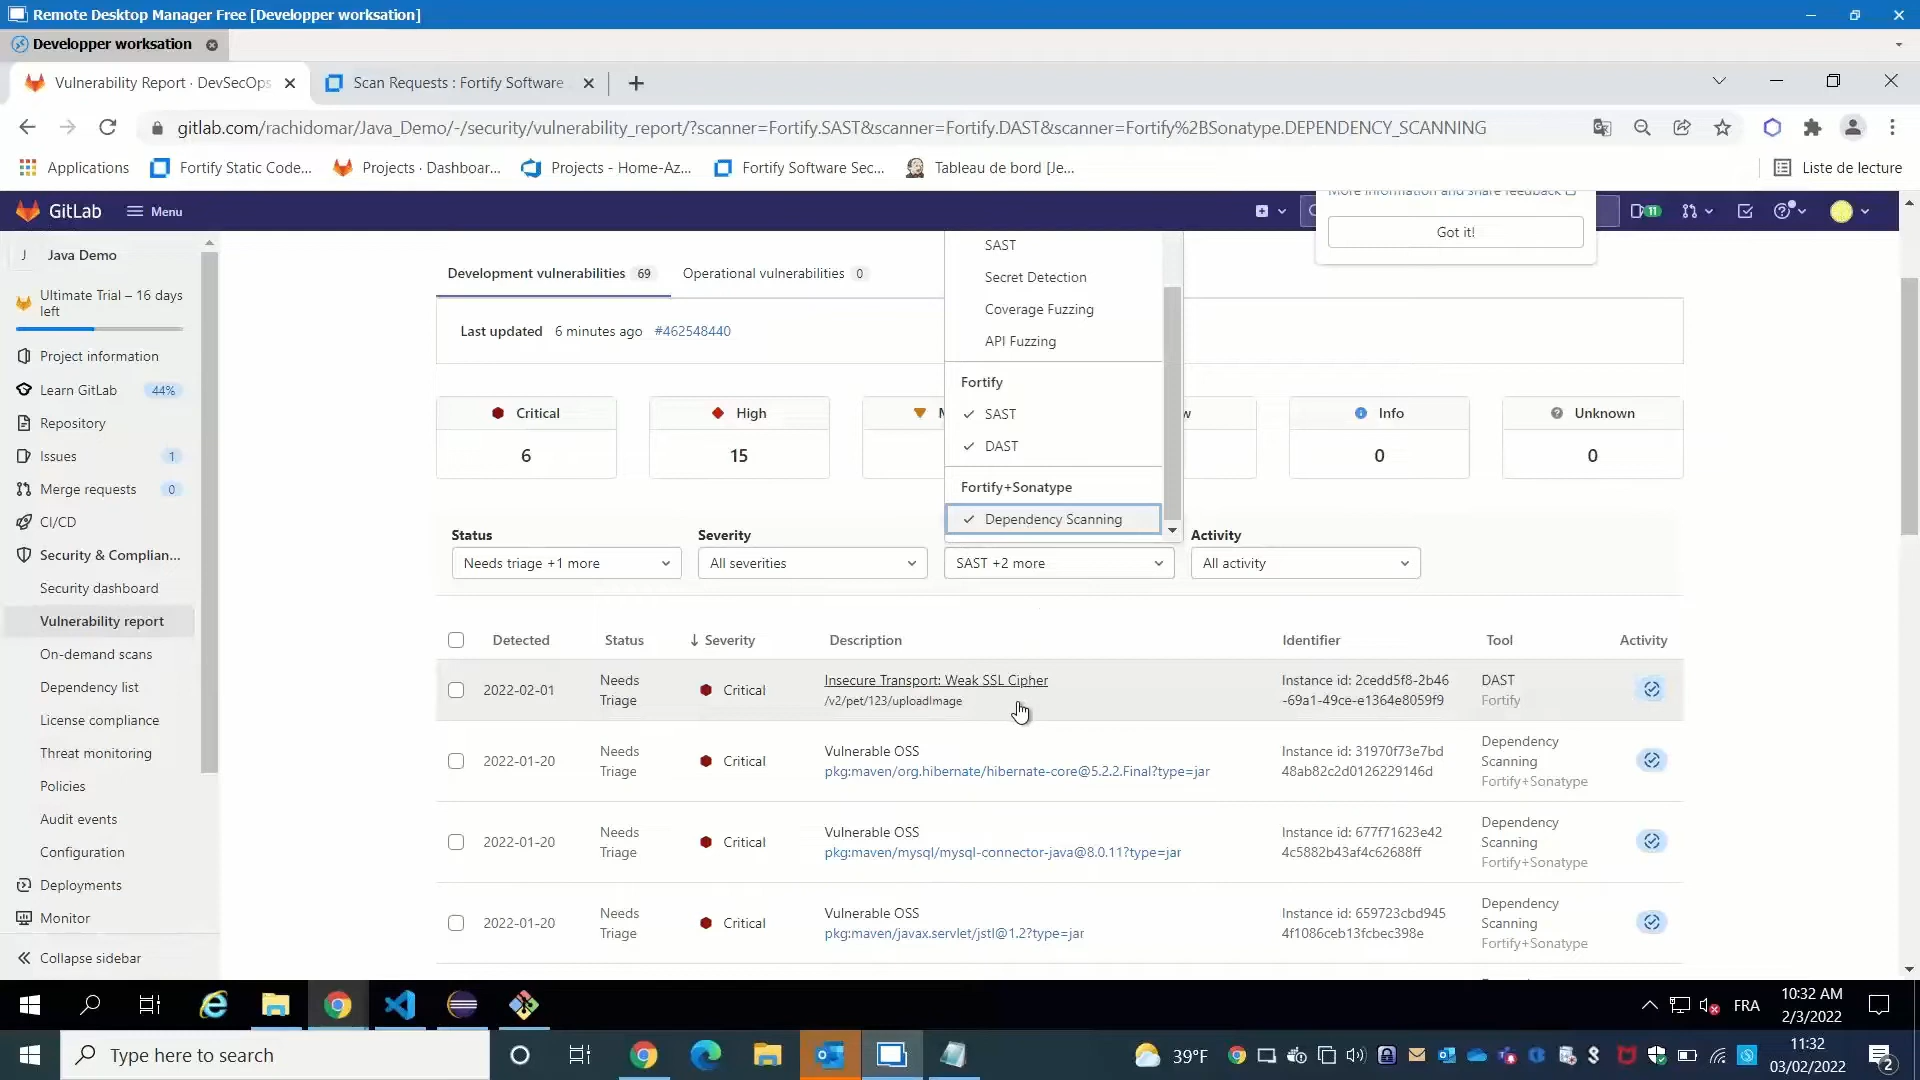 Remote Desktop Manager Free [Developper worksation]
Developper worksation
Vulnerability Report · DevSecOps
Scan Requests : Fortify Software
gitlab.com/rachidomar/Java_Demo/-/security/vulnerability_report/?scanner=Fortify.SAST&scanner=Fortify.DAST&scanner=Fortify%2BSonatype.DEPENDENCY_SCANNING
Applications
Fortify Static Code...
Projects · Dashboar...
Projects - Home-Az...
Fortify Software Sec...
Tableau de bord [Je...
Liste de lecture
GitLab
Menu
11
More information and share feedback
Got it!
J Java Demo
Ultimate Trial – 16 days
left
Project information
Learn GitLab 44%
Repository
Issues 1
Merge requests 0
CI/CD
Security & Complian...
Security dashboard
Vulnerability report
On-demand scans
Dependency list
License compliance
Threat monitoring
Policies
Audit events
Configuration
Deployments
Monitor
Collapse sidebar
Development vulnerabilities 69
Operational vulnerabilities 0
Last updated 6 minutes ago #462548440
SAST
Secret Detection
Coverage Fuzzing
API Fuzzing
Fortify
SAST
DAST
Fortify+Sonatype
Dependency Scanning
Critical
6
High
15
Info
0
Unknown
0
Status
Needs triage +1 more
Severity
All severities
SAST +2 more
Activity
All activity
Detected Status Severity Description Identifier Tool Activity
2022-02-01
Needs
Triage
Critical
Insecure Transport: Weak SSL Cipher
/v2/pet/123/uploadImage
Instance id: 2cedd5f8-2b46
-69a1-49ce-e1364e8059f9
DAST
Fortify
2022-01-20
Needs
Triage
Critical
Vulnerable OSS
pkg:maven/org.hibernate/hibernate-core@5.2.2.Final?type=jar
Instance id: 31970f73e7bd
48ab82c2d0126229146d
Dependency
Scanning
Fortify+Sonatype
2022-01-20
Needs
Triage
Critical
Vulnerable OSS
pkg:maven/mysql/mysql-connector-java@8.0.11?type=jar
Instance id: 677f71623e42
4c5882b43af4c62688ff
Dependency
Scanning
Fortify+Sonatype
2022-01-20
Needs
Triage
Critical
Vulnerable OSS
pkg:maven/javax.servlet/jstl@1.2?type=jar
Instance id: 659723cbd945
4f1086ceb13fcbec398e
Dependency
Scanning
Fortify+Sonatype
FRA
10:32 AM
2/3/2022
Type here to search
39°F
11:32
03/02/2022
2